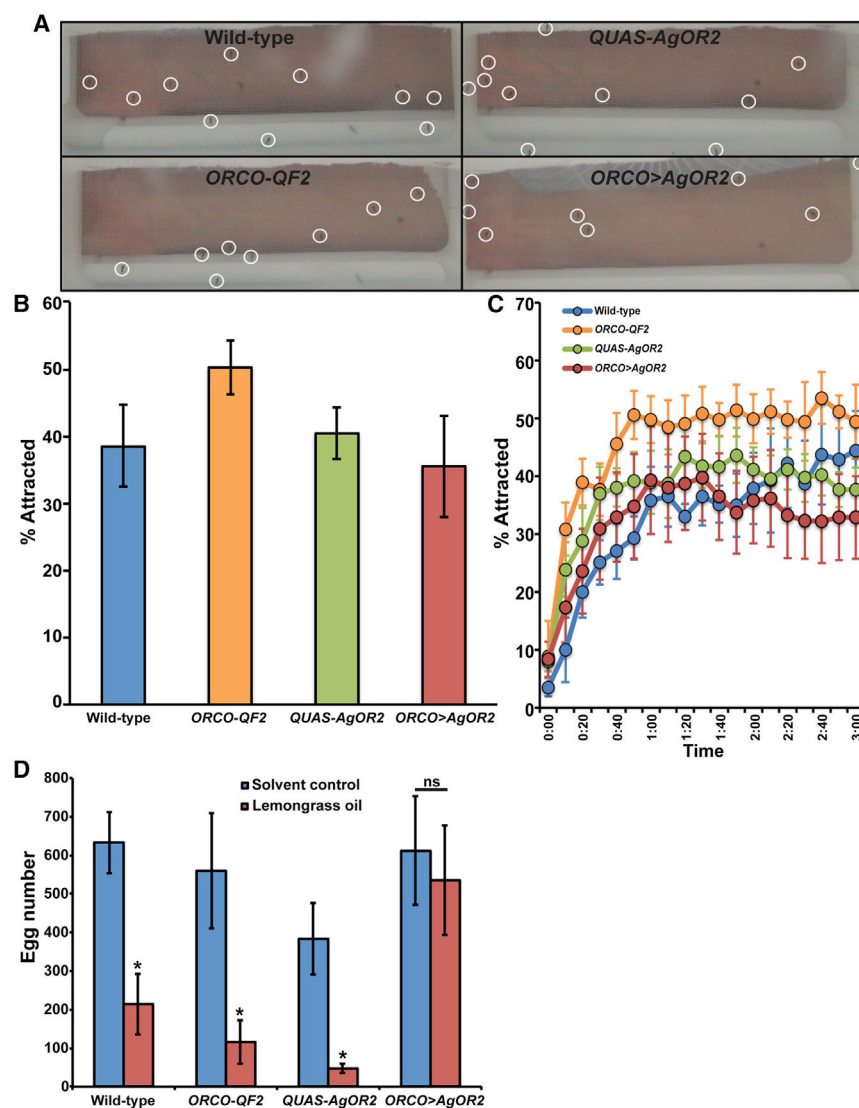 A
Wild-type
QUAS-AgOR2
ORCO-QF2
ORCO>AgOR2
B
60
50
40
30
20
10
0
% Attracted
Wild-type
ORCO-QF2
QUAS-AgOR2
ORCO>AgOR2
C
70
60
50
40
30
20
10
0
% Attracted
Wild-type
ORCO-QF2
QUAS-AgOR2
ORCO>AgOR2
0:00
0:20
0:40
1:00
1:20
1:40
2:00
2:20
2:40
3:00
Time
D
800
700
600
500
400
300
200
100
0
Egg number
Solvent control
Lemongrass oil
*
*
*
ns
Wild-type
ORCO-QF2
QUAS-AgOR2
ORCO>AgOR2